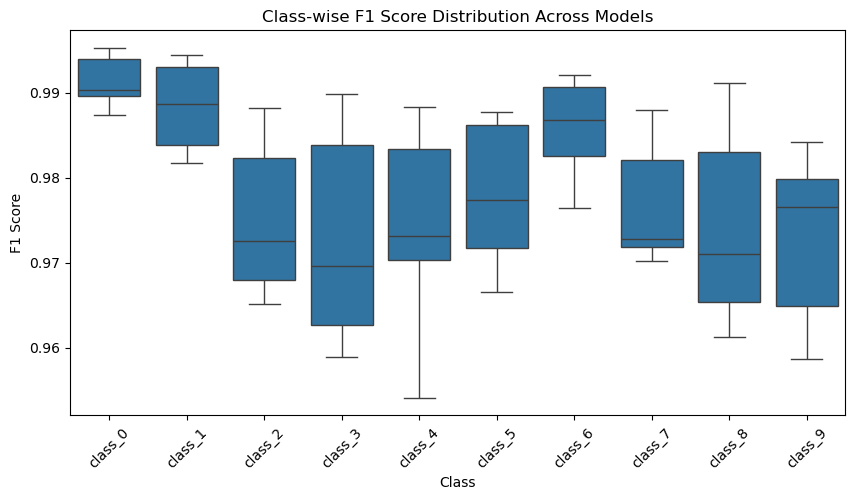 Class-wise F1 Score Distribution Across Models
F1 Score
0.99
0.98
0.97
0.96
class_0
class_1
class_2
class_3
class_4
class_5
class_6
class_7
class_8
class_9
Class